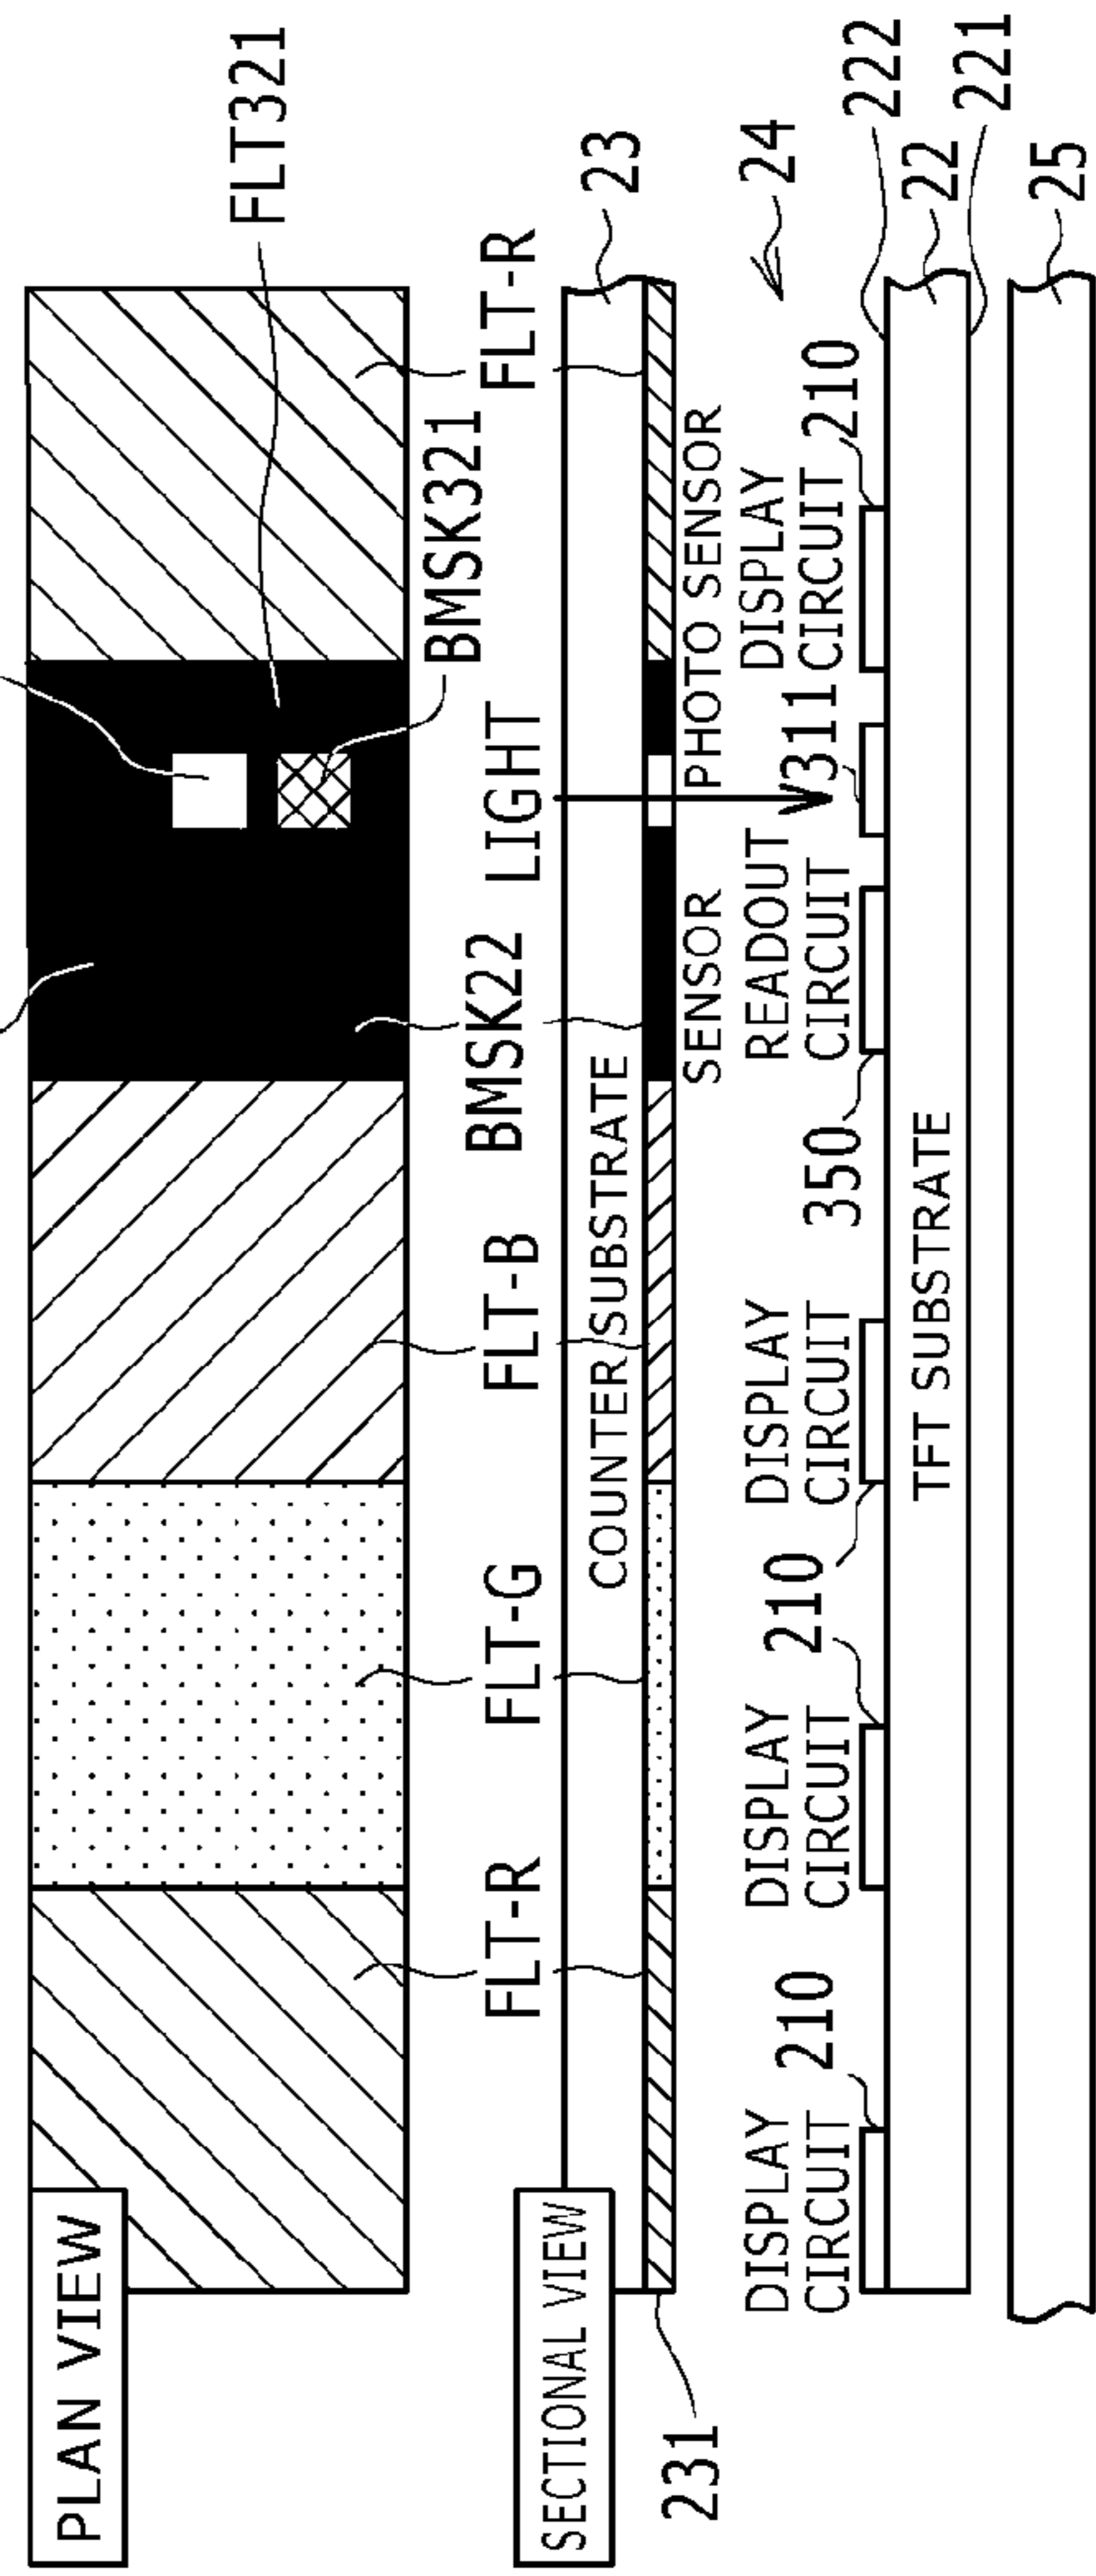 PLAN VIEW
FLT321
FLT-R
FLT-G
FLT-B
BMSK22
LIGHT
BMSK321
FLT-R
SECTIONAL VIEW
COUNTER SUBSTRATE
23
231
SENSOR
READOUT
CIRCUIT
PHOTO SENSOR
24
DISPLAY
CIRCUIT
210
DISPLAY
CIRCUIT
210
DISPLAY
CIRCUIT
210
350
311
DISPLAY
CIRCUIT
210
222
TFT SUBSTRATE
22
221
25